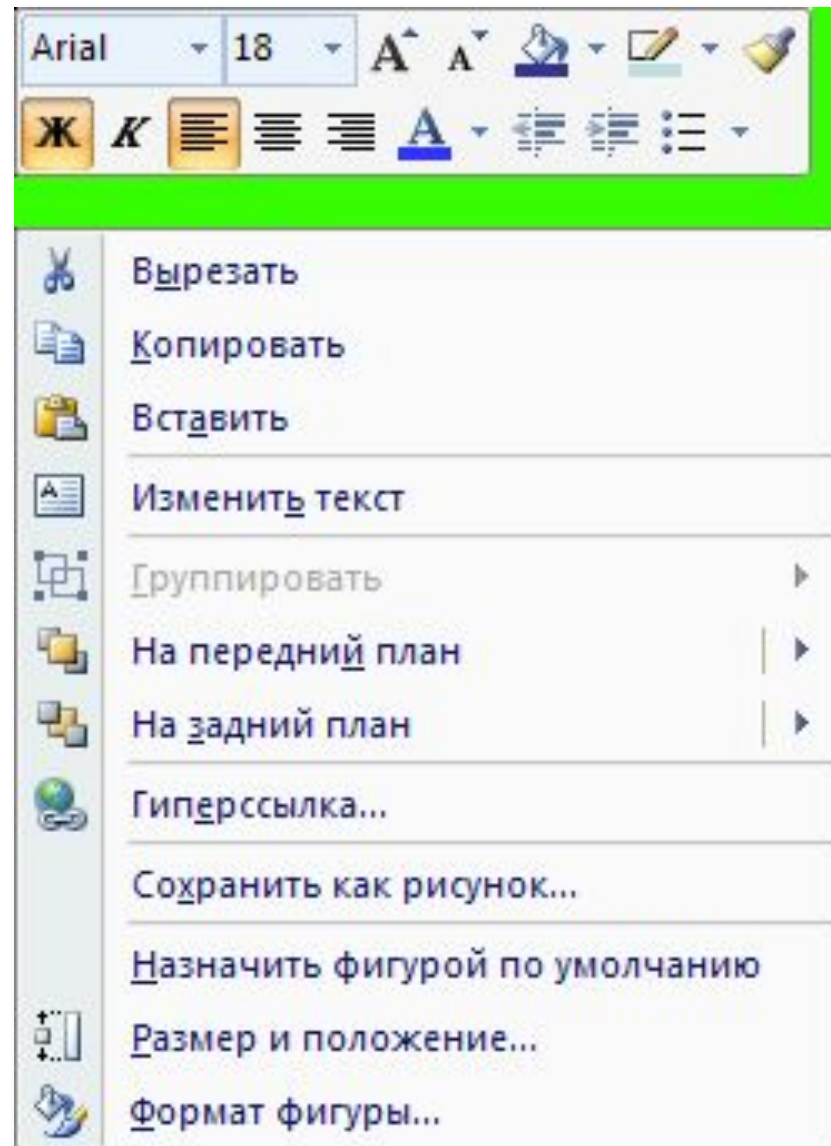 Arial 18 A A
Ж К A
Вырезать
Копировать
Вставить
Изменить текст
Группировать
На передний план
На задний план
Гиперссылка...
Сохранить как рисунок...
Назначить фигурой по умолчанию
Размер и положение...
Формат фигуры...